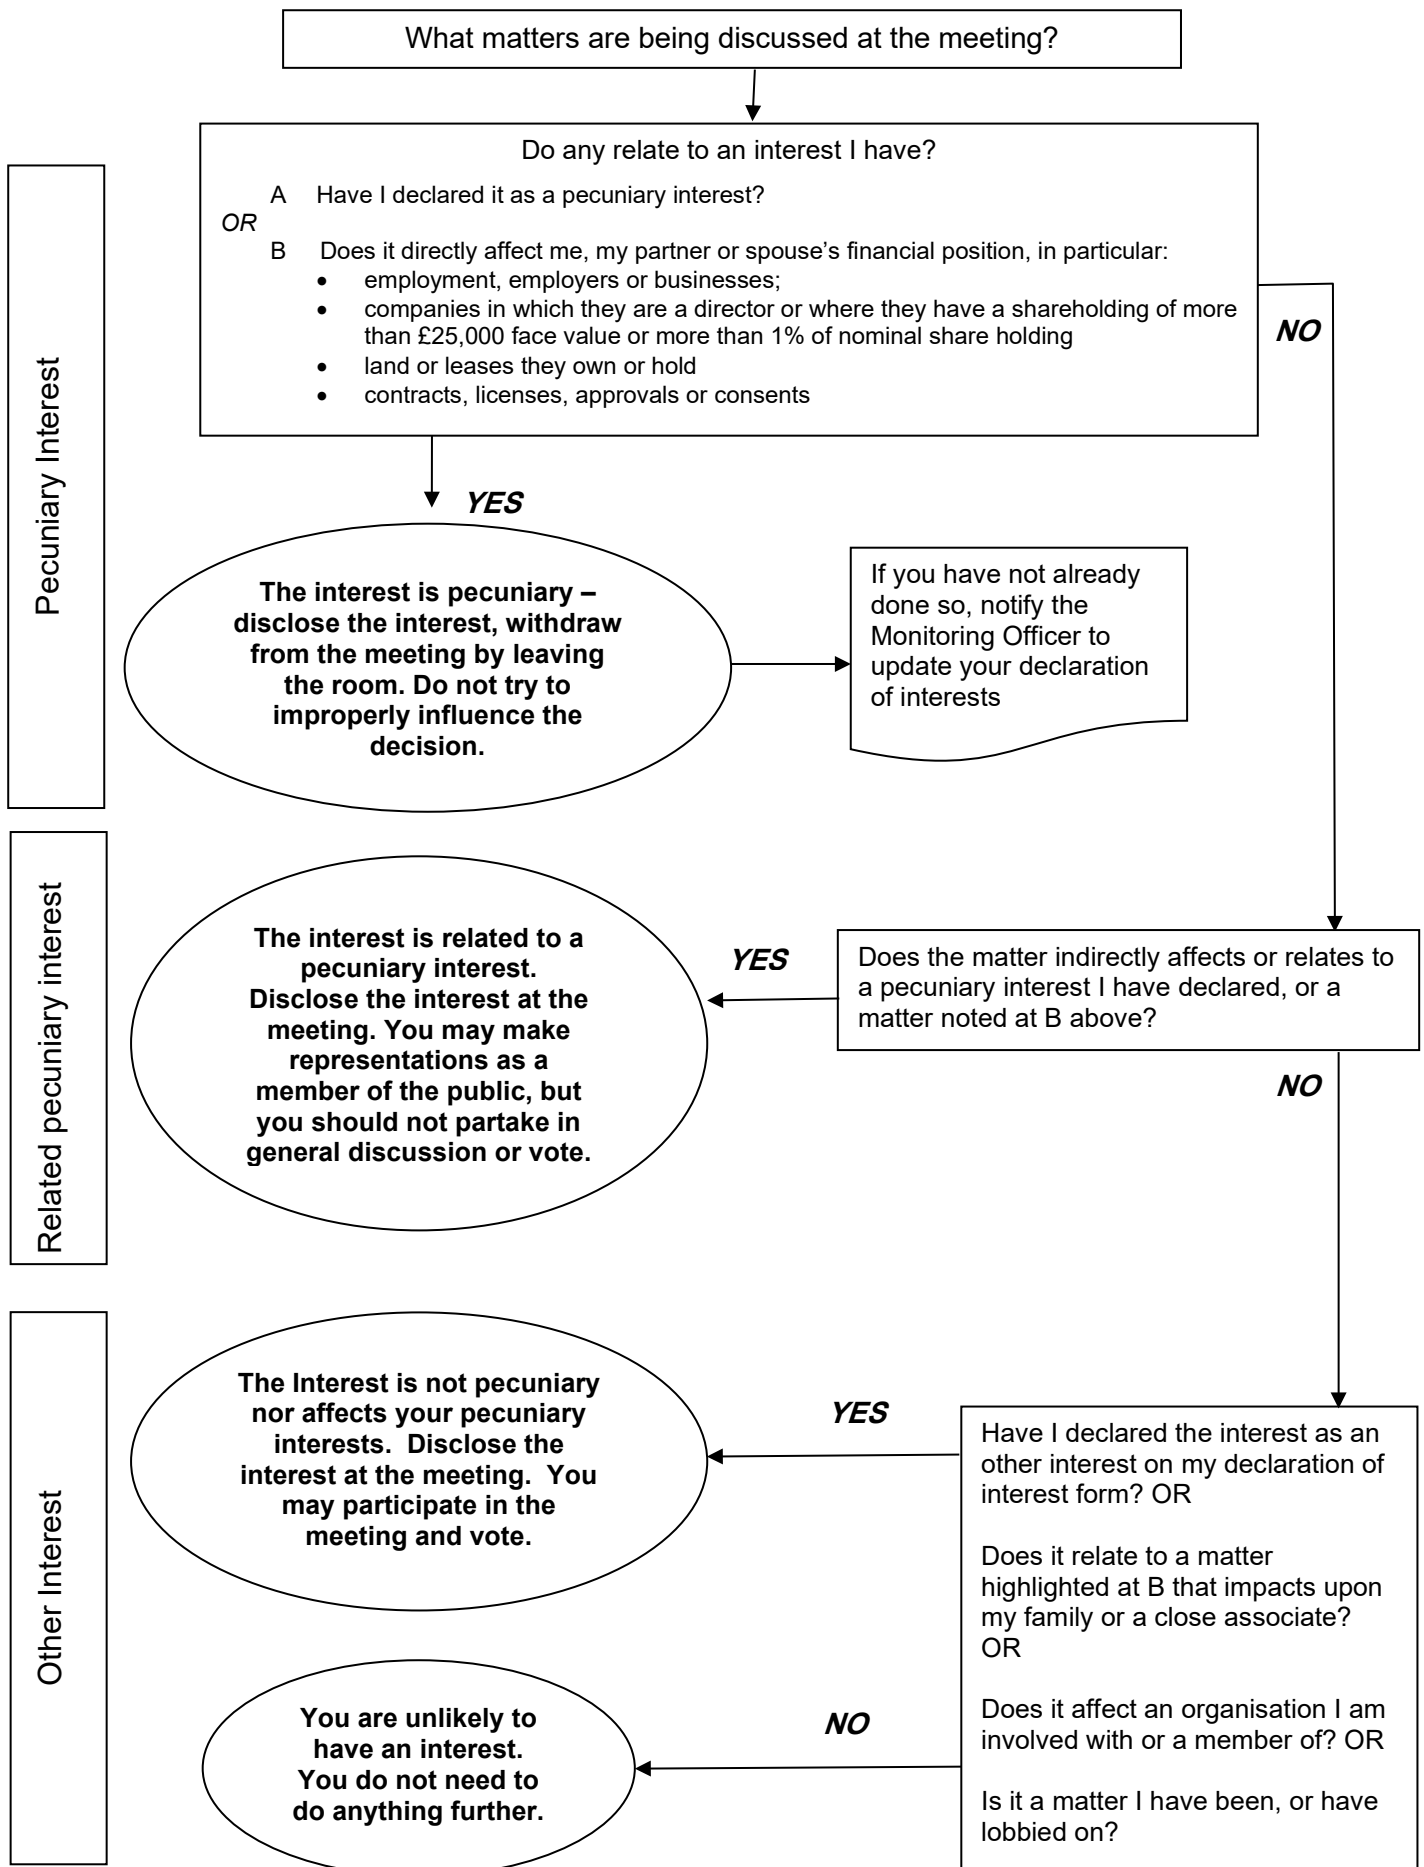 What matters are being discussed at the meeting?
Do any relate to an interest I have?
A Have I declared it as a pecuniary interest?
OR
B Does it directly affect me, my partner or spouse’s financial position, in particular:
• employment, employers or businesses;
• companies in which they are a director or where they have a shareholding of more
than £25,000 face value or more than 1% of nominal share holding
• land or leases they own or hold
• contracts, licenses, approvals or consents
NO
Pecuniary Interest
YES
The interest is pecuniary –
disclose the interest, withdraw
from the meeting by leaving
the room. Do not try to
improperly influence the
decision.
If you have not already
done so, notify the
Monitoring Officer to
update your declaration
of interests
Related pecuniary interest
The interest is related to a
pecuniary interest.
Disclose the interest at the
meeting. You may make
representations as a
member of the public, but
you should not partake in
general discussion or vote.
YES
Does the matter indirectly affects or relates to
a pecuniary interest I have declared, or a
matter noted at B above?
NO
Other Interest
The Interest is not pecuniary
nor affects your pecuniary
interests. Disclose the
interest at the meeting. You
may participate in the
meeting and vote.
YES
Have I declared the interest as an
other interest on my declaration of
interest form? OR
Does it relate to a matter
highlighted at B that impacts upon
my family or a close associate?
OR
Does it affect an organisation I am
involved with or a member of? OR
Is it a matter I have been, or have
lobbied on?
NO
You are unlikely to
have an interest.
You do not need to
do anything further.